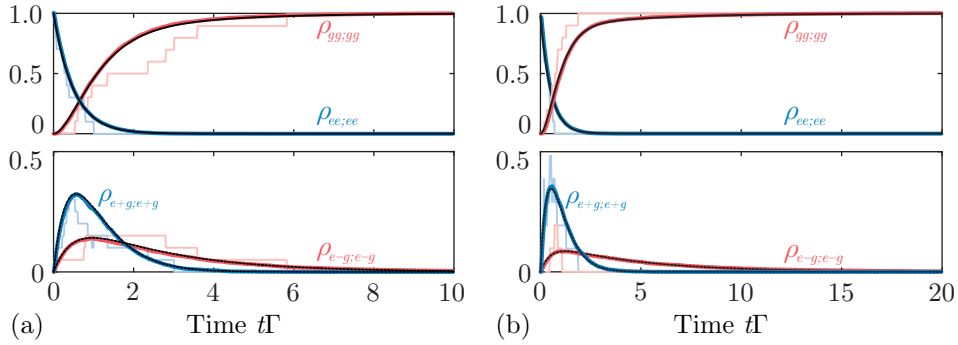 1.0 1.0
ρgg;gg ρgg;gg
0.5 0.5
ρee;ee ρee;ee
0 0
0.5 0.5
ρe+g;e+g ρe+g;e+g
ρe−g;e−g ρe−g;e−g
0 0
0 2 4 6 8 10 0 5 10 15 20
(a) Time tΓ (b) Time tΓ